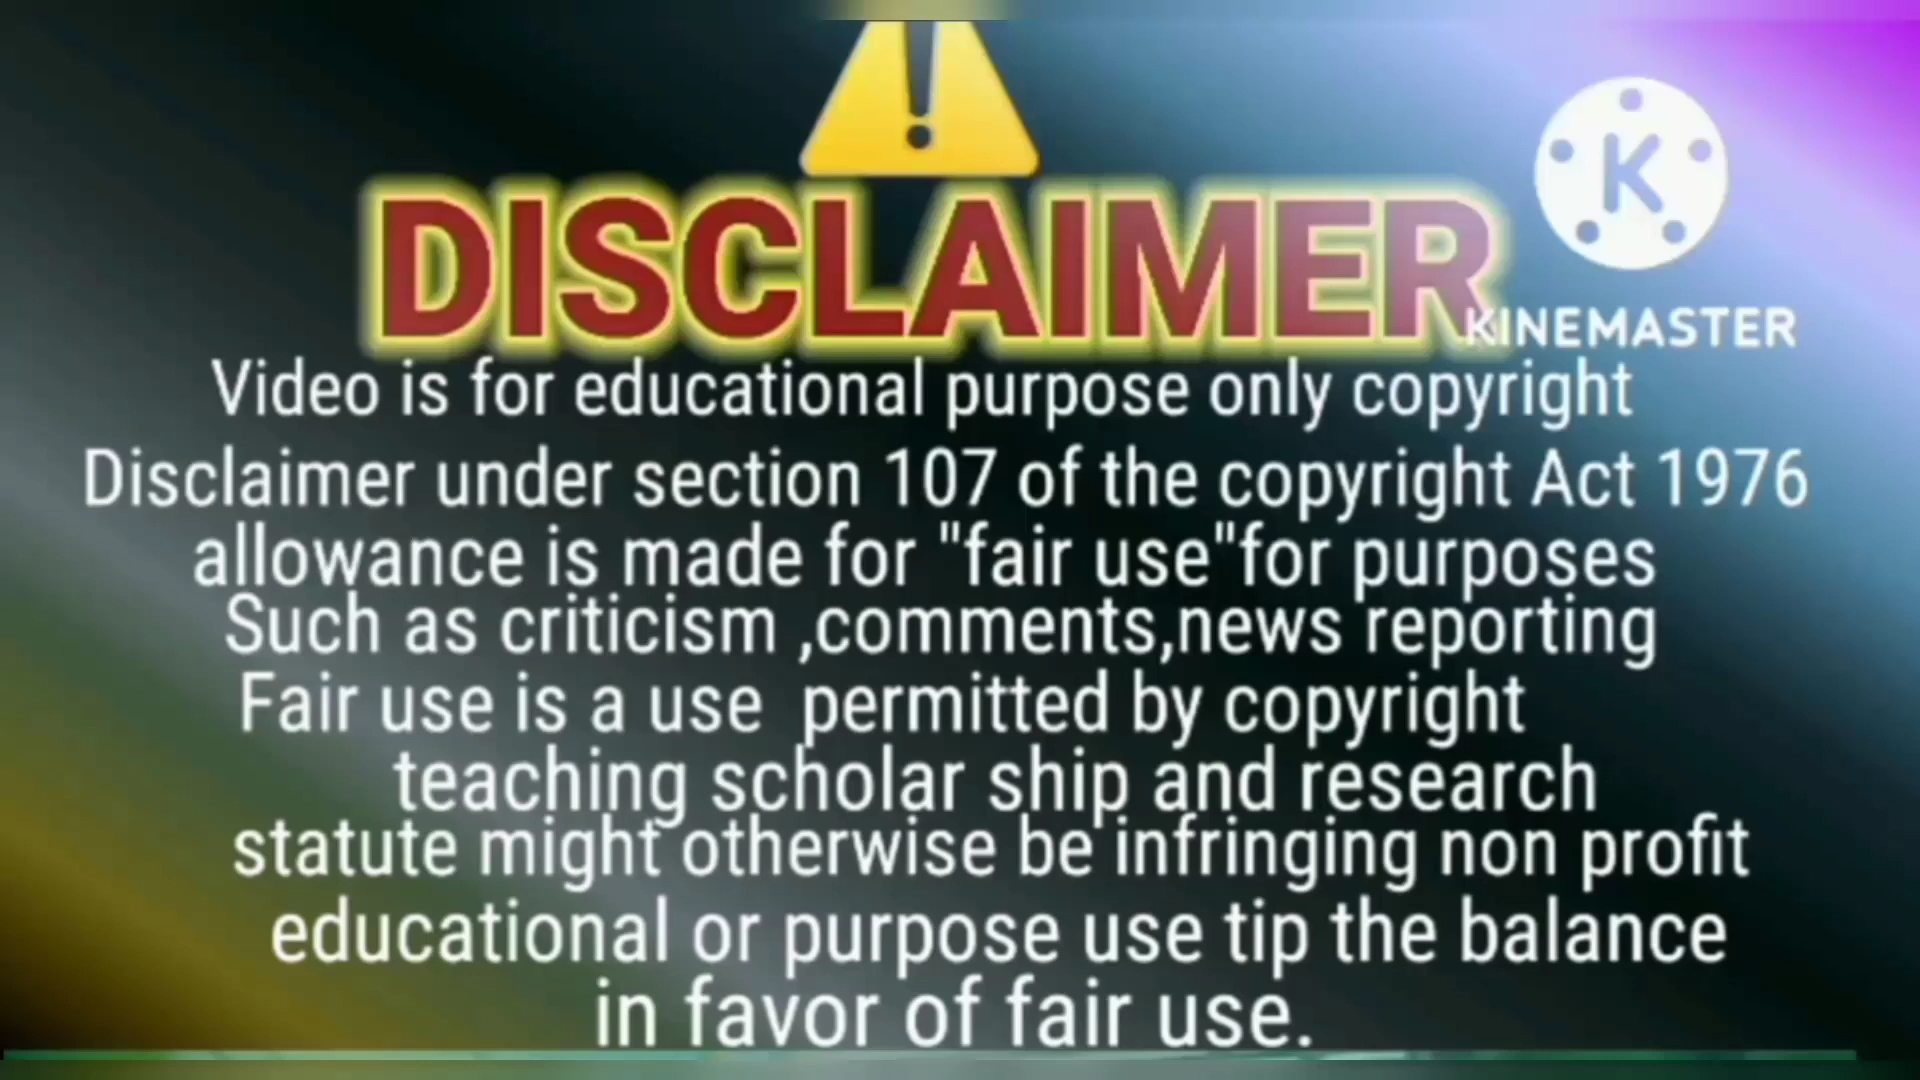 DISCLAIMER
K
KINEMASTER
Video is for educational purpose only copyright
Disclaimer under section 107 of the copyright Act 1976
allowance is made for "fair use"for purposes
Such as criticism ,comments,news reporting
Fair use is a use  permitted by copyright
teaching scholar ship and research
statute might otherwise be infringing non profit
educational or purpose use tip the balance
in favor of fair use.